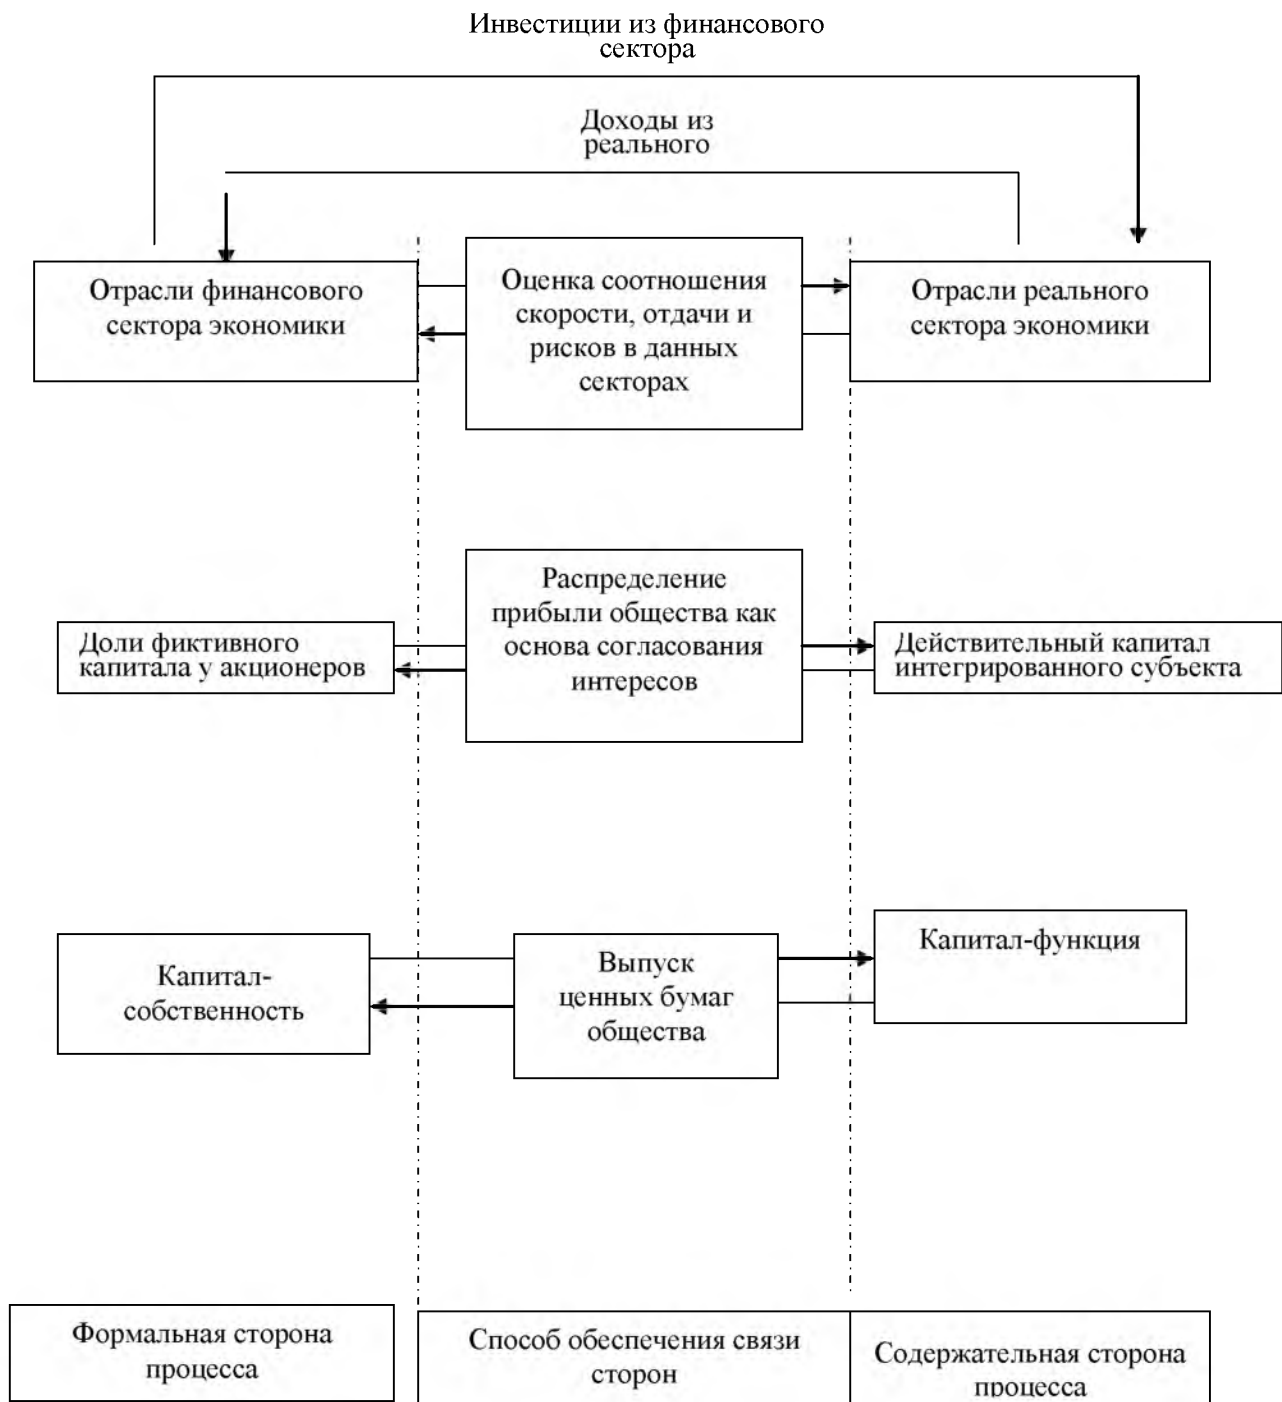 Инвестиции из финансового
сектора
Доходы из
реального
Отрасли финансового
сектора экономики
Оценка соотношения
скорости, отдачи и
рисков в данных
секторах
Отрасли реального
сектора экономики
Доли фиктивного
капитала у акционеров
Распределение
прибыли общества как
основа согласования
интересов
Действительный капитал
интегрированного субъекта
Капитал-
собственность
Выпуск
ценных бумаг
общества
Капитал-функция
Формальная сторона
процесса
Способ обеспечения связи
сторон
Содержательная сторона
процесса